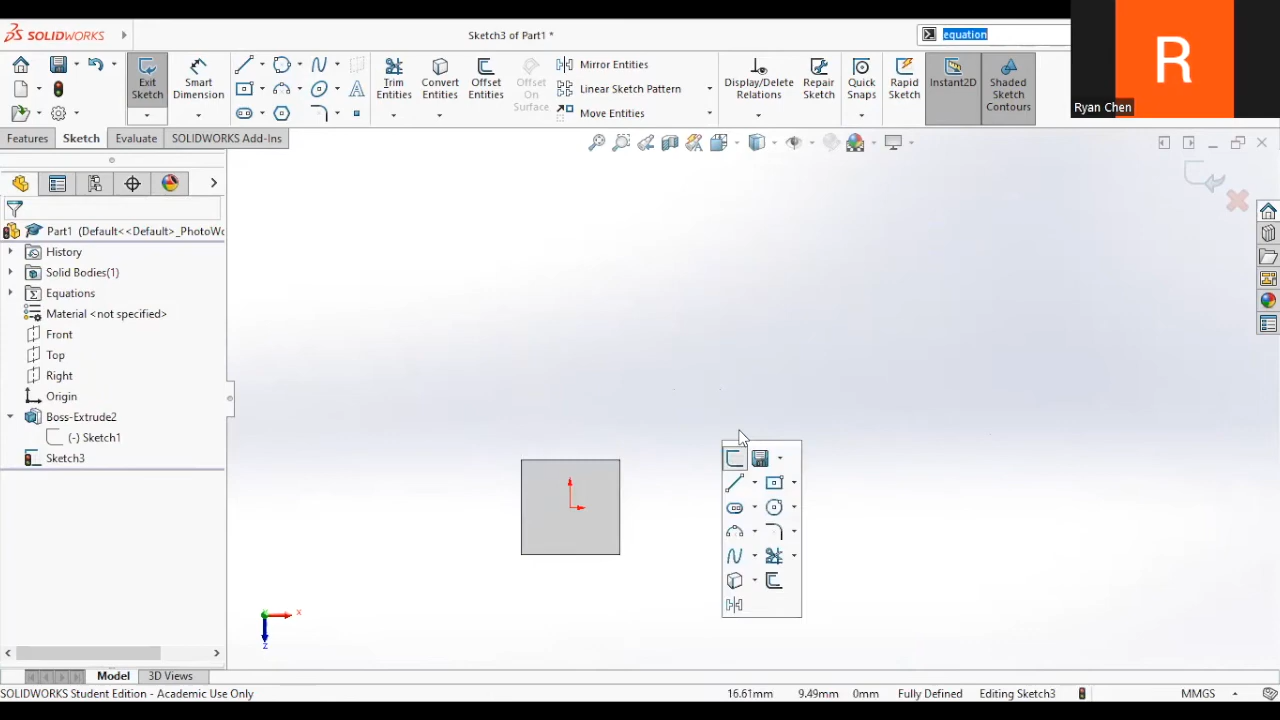 SOLIDWORKS
Sketch3 of Part1 *
equation
R
Ryan Chen
Exit Sketch
Smart Dimension
Trim Entities
Convert Entities
Offset Entities
Offset On Surface
Mirror Entities
Linear Sketch Pattern
Move Entities
Display/Delete Relations
Repair Sketch
Quick Snaps
Rapid Sketch
Instant2D
Shaded Sketch Contours
Features
Sketch
Evaluate
SOLIDWORKS Add-Ins
Part1 (Default<<Default>_PhotoWo
History
Solid Bodies(1)
Equations
Material <not specified>
Front
Top
Right
Origin
Boss-Extrude2
(-) Sketch1
Sketch3
X
Z
Model
3D Views
SOLIDWORKS Student Edition - Academic Use Only
16.61mm
9.49mm
0mm
Fully Defined
Editing Sketch3
MMGS